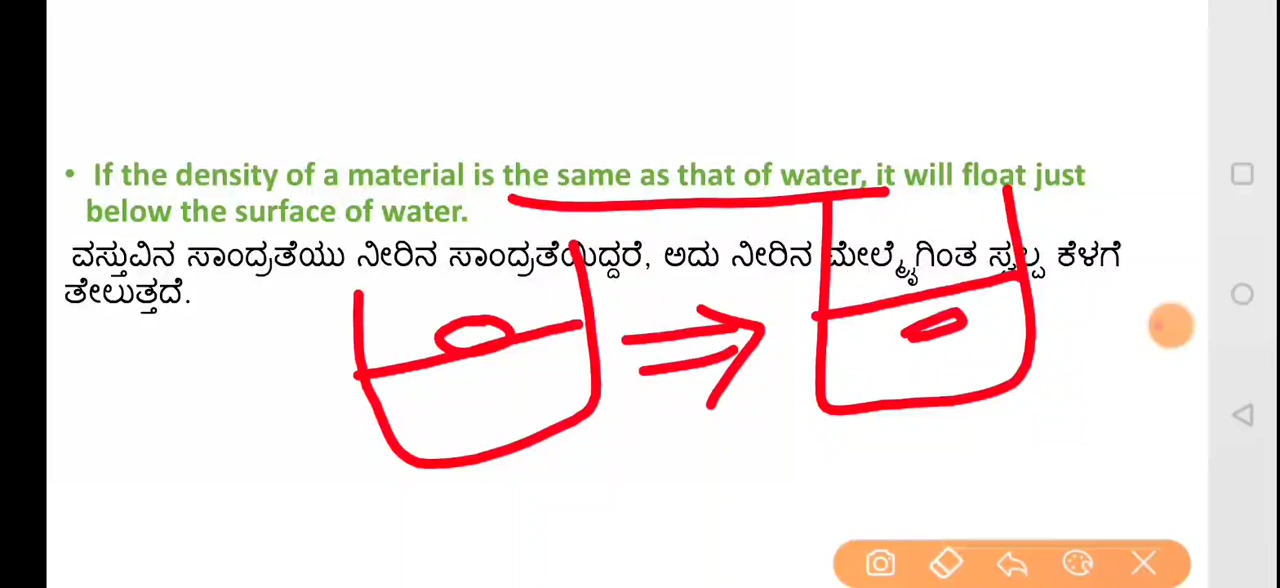 • If the density of a material is the same as that of water, it will float just
below the surface of water.
ವಸ್ತುವಿನ ಸಾಂದ್ರತೆಯು ನೀರಿನ ಸಾಂದ್ರತೆಯಿದ್ದರೆ, ಅದು ನೀರಿನ ಮೇಲ್ಮೈಗಿಂತ ಸ್ವಲ್ಪ ಕೆಳಗೆ
ತೇಲುತ್ತದೆ.